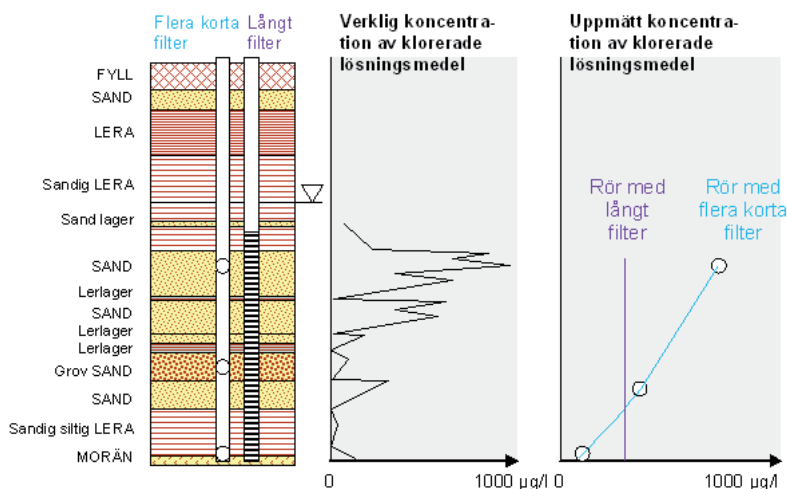 Flera korta
filter
Långt
filter
Verklig koncentra-
tion av klorerade
lösningsmedel
Uppmätt koncentra-
tion av klorerade
lösningsmedel
FYLL
SAND
LERA
Sandig LERA
Sand lager
SAND
Lerlager
SAND
Lerlager
Lerlager
Grov SAND
SAND
Sandig siltig LERA
MORÄN
Rör med
långt
filter
Rör med
flera korta
filter
0
1000 µg/l
0
1000 µg/l